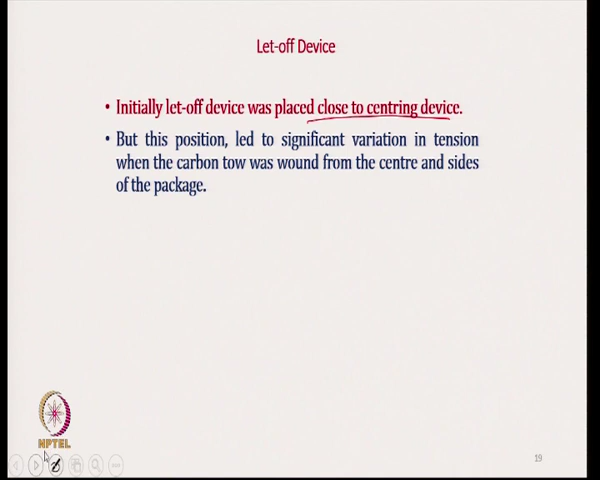 Let-off Device
• Initially let-off device was placed close to centring device.
• But this position, led to significant variation in tension
when the carbon tow was wound from the centre and sides
of the package.
NPTEL
19